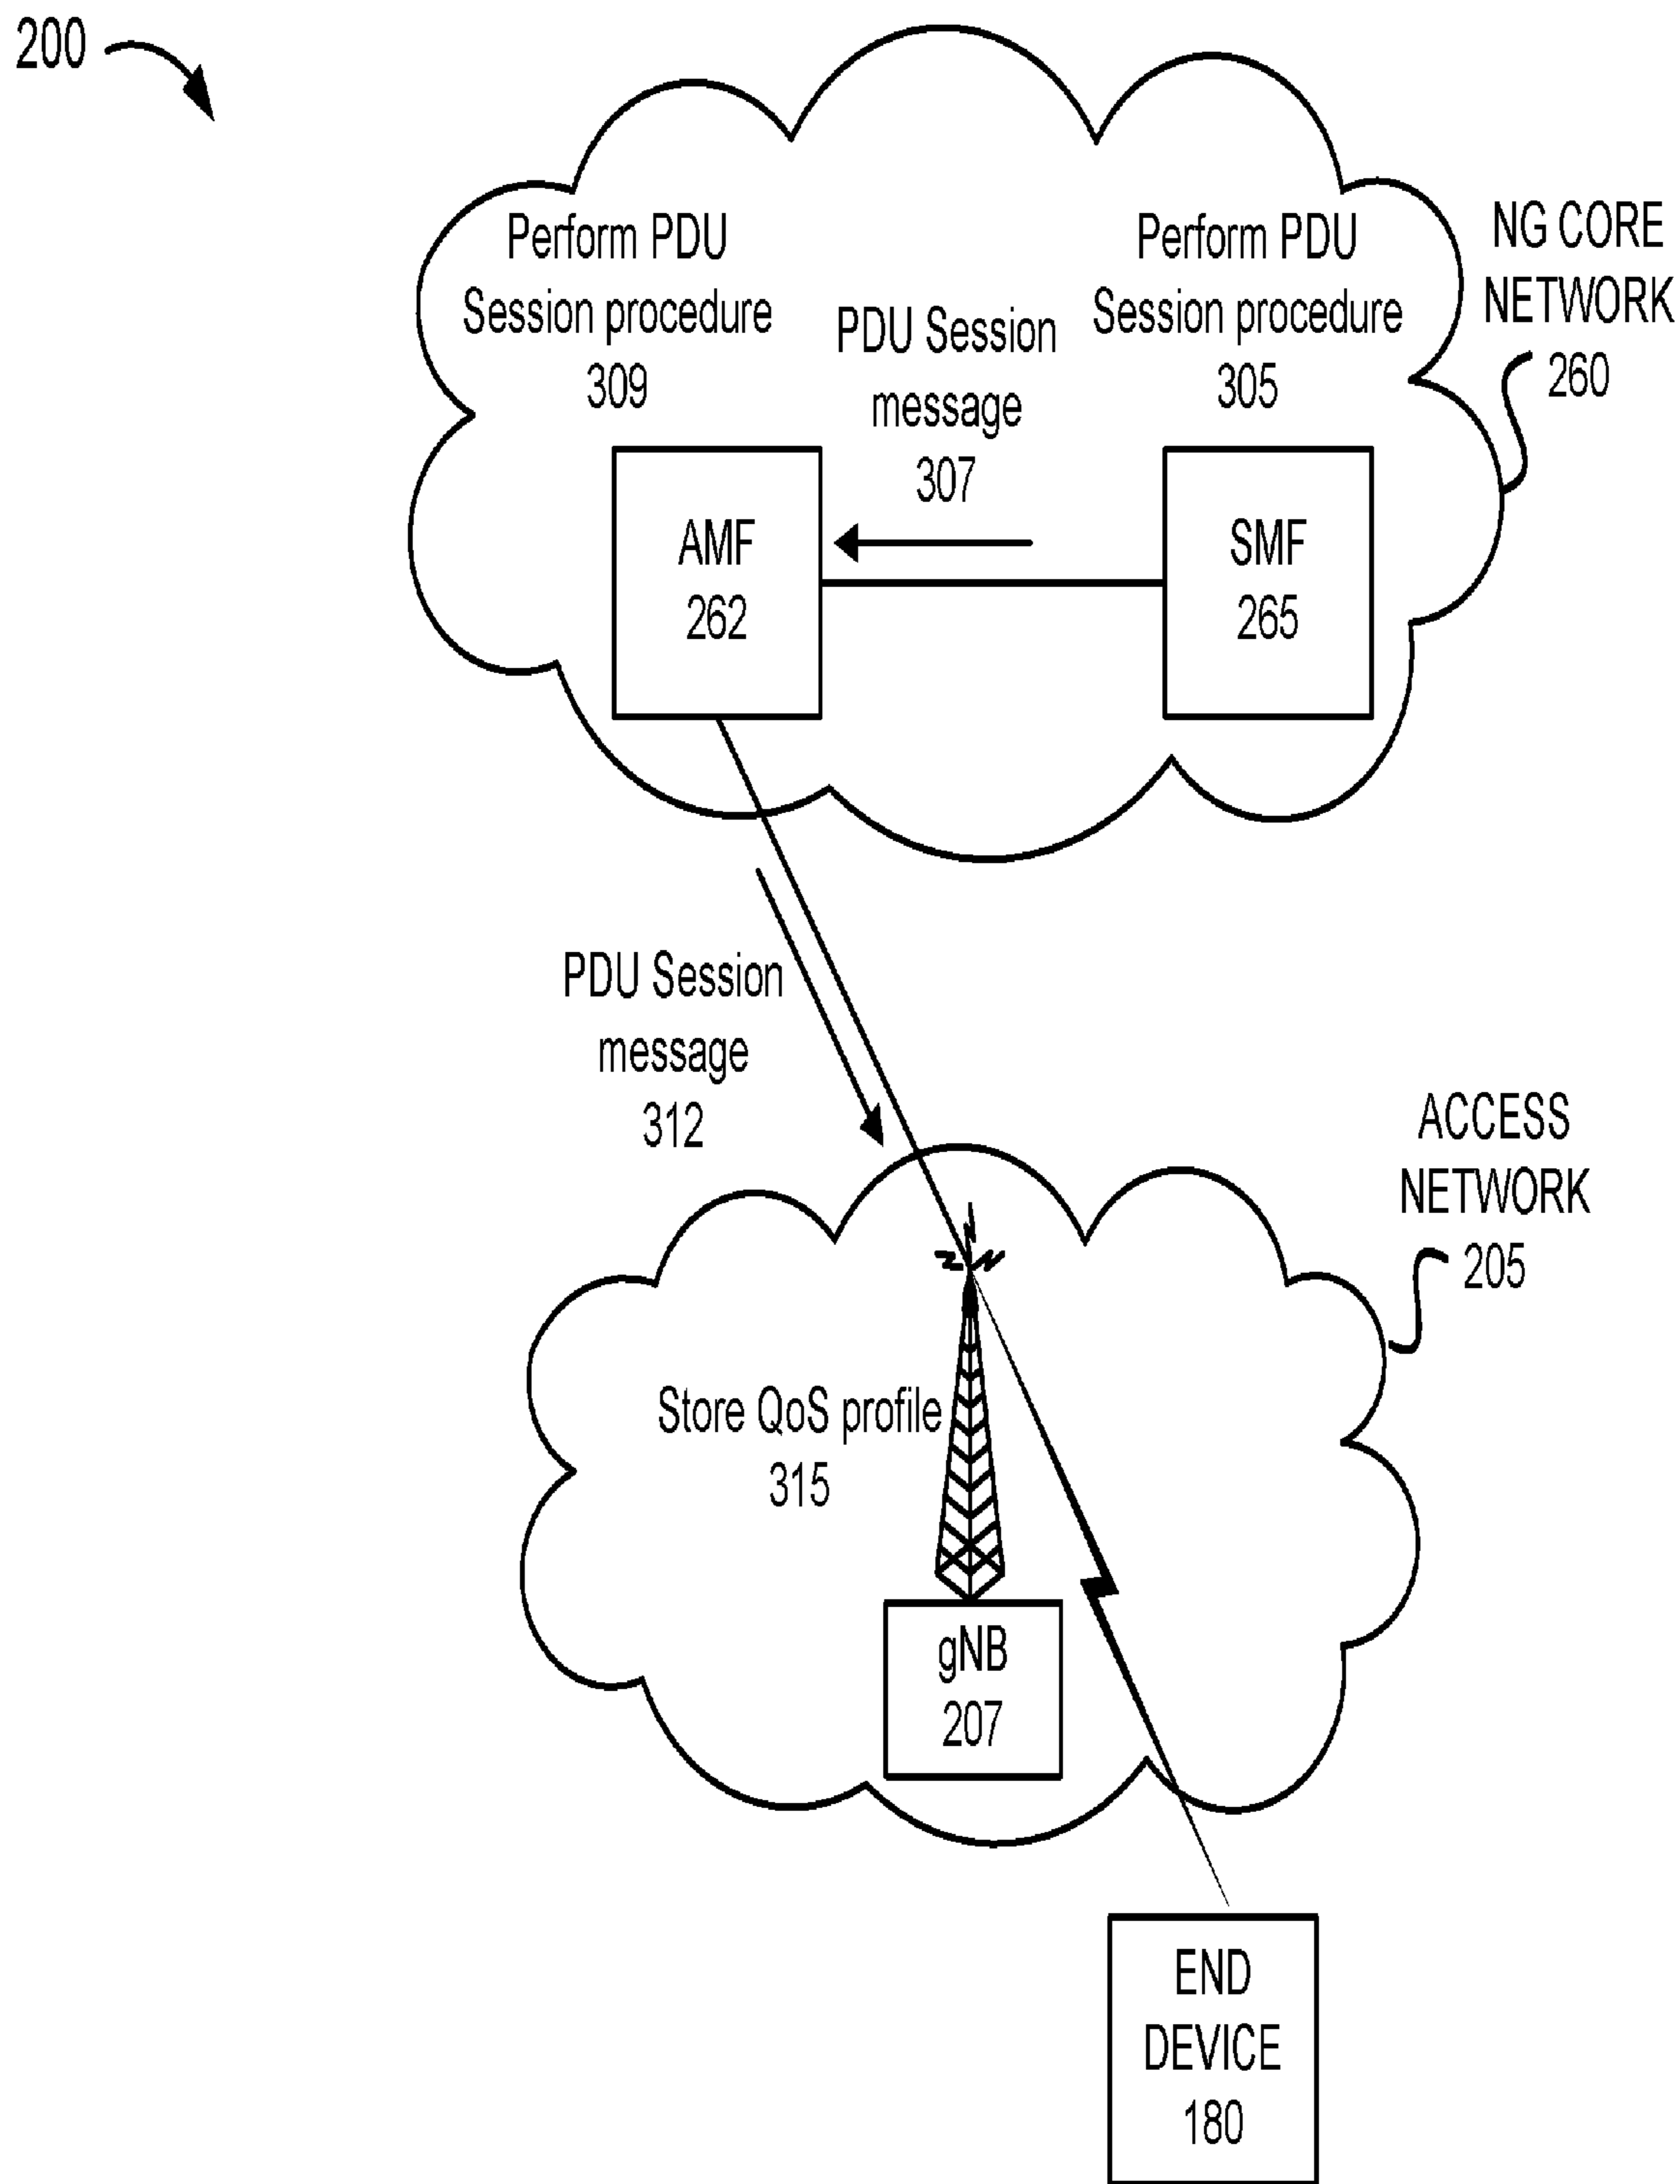 200
Perform PDU
Session procedure
309
PDU Session
message
307
Perform PDU
Session procedure
305
NG CORE
NETWORK
260
AMF
262
SMF
265
PDU Session
message
312
ACCESS
NETWORK
205
Store QoS profile
315
gNB
207
END
DEVICE
180